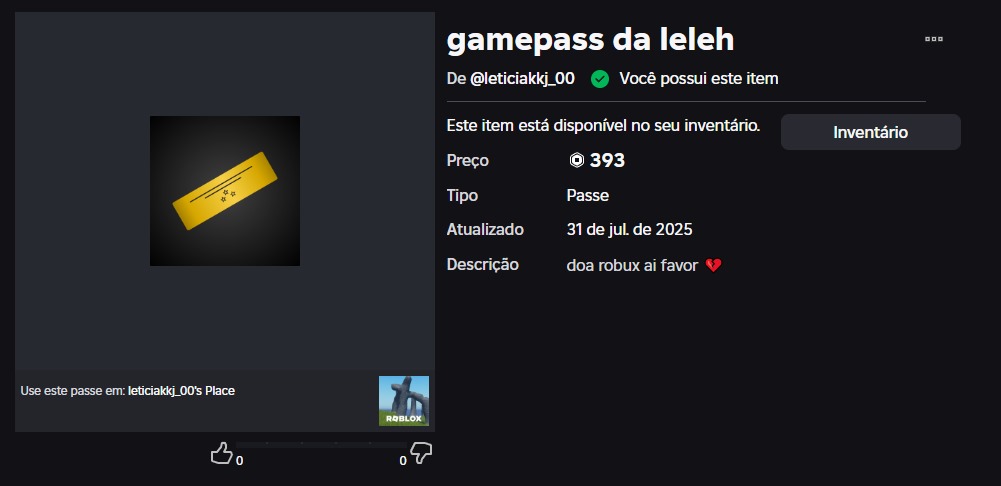 gamepass da leleh
De @leticiakkj_00 Você possui este item
Este item está disponível no seu inventário. Inventário
Preço 393
Tipo Passe
Atualizado 31 de jul. de 2025
Descrição doa robux ai favor 💔
Use este passe em: leticiakkj_00's Place
ROBLOX
0 0